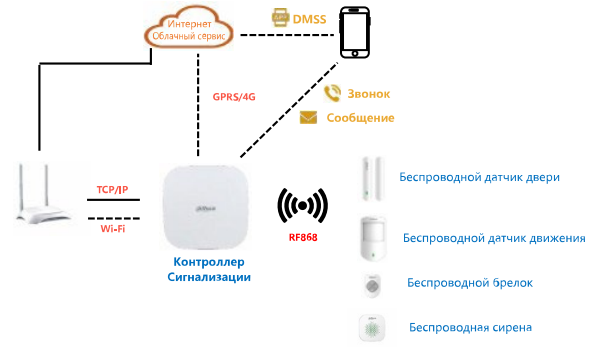 Интернет
Облачный сервис
DMSS
GPRS/4G
Звонок
Сообщение
TCP/IP
Wi-Fi
alhua
RF868
Контроллер
Сигнализации
Беспроводной датчик двери
Беспроводной датчик движения
Беспроводной брелок
Беспроводная сирена